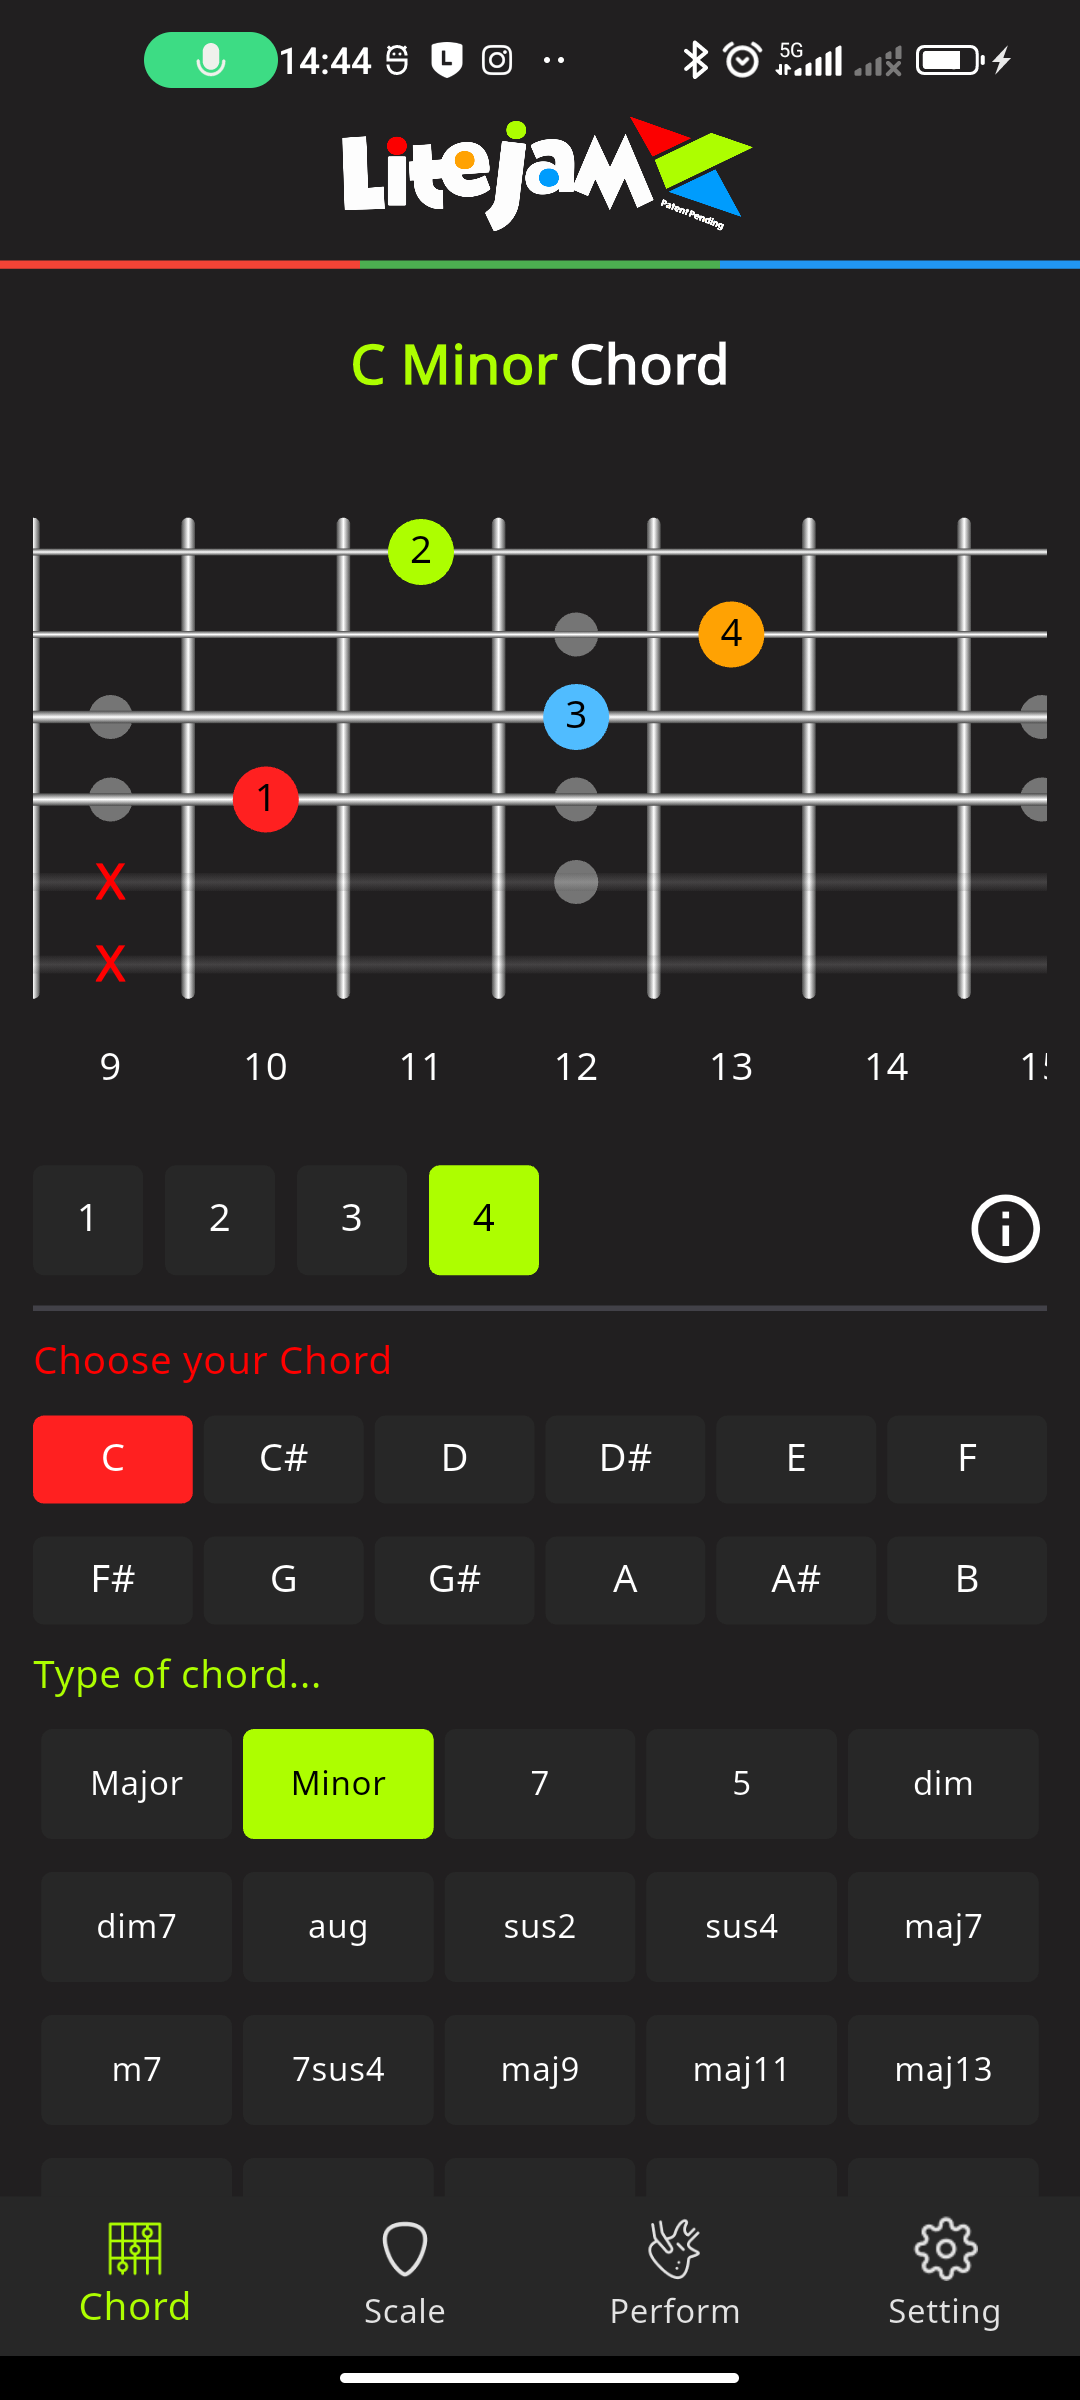 14:44
5G
Litejam
Patent Pending
C Minor Chord
2
4
3
1
X
X
9 10 11 12 13 14
1 2 3 4
Choose your Chord
C C# D D# E F
F# G G# A A# B
Type of chord...
Major Minor 7 5 dim
dim7 aug sus2 sus4 maj7
m7 7sus4 maj9 maj11 maj13
Chord Scale Perform Setting